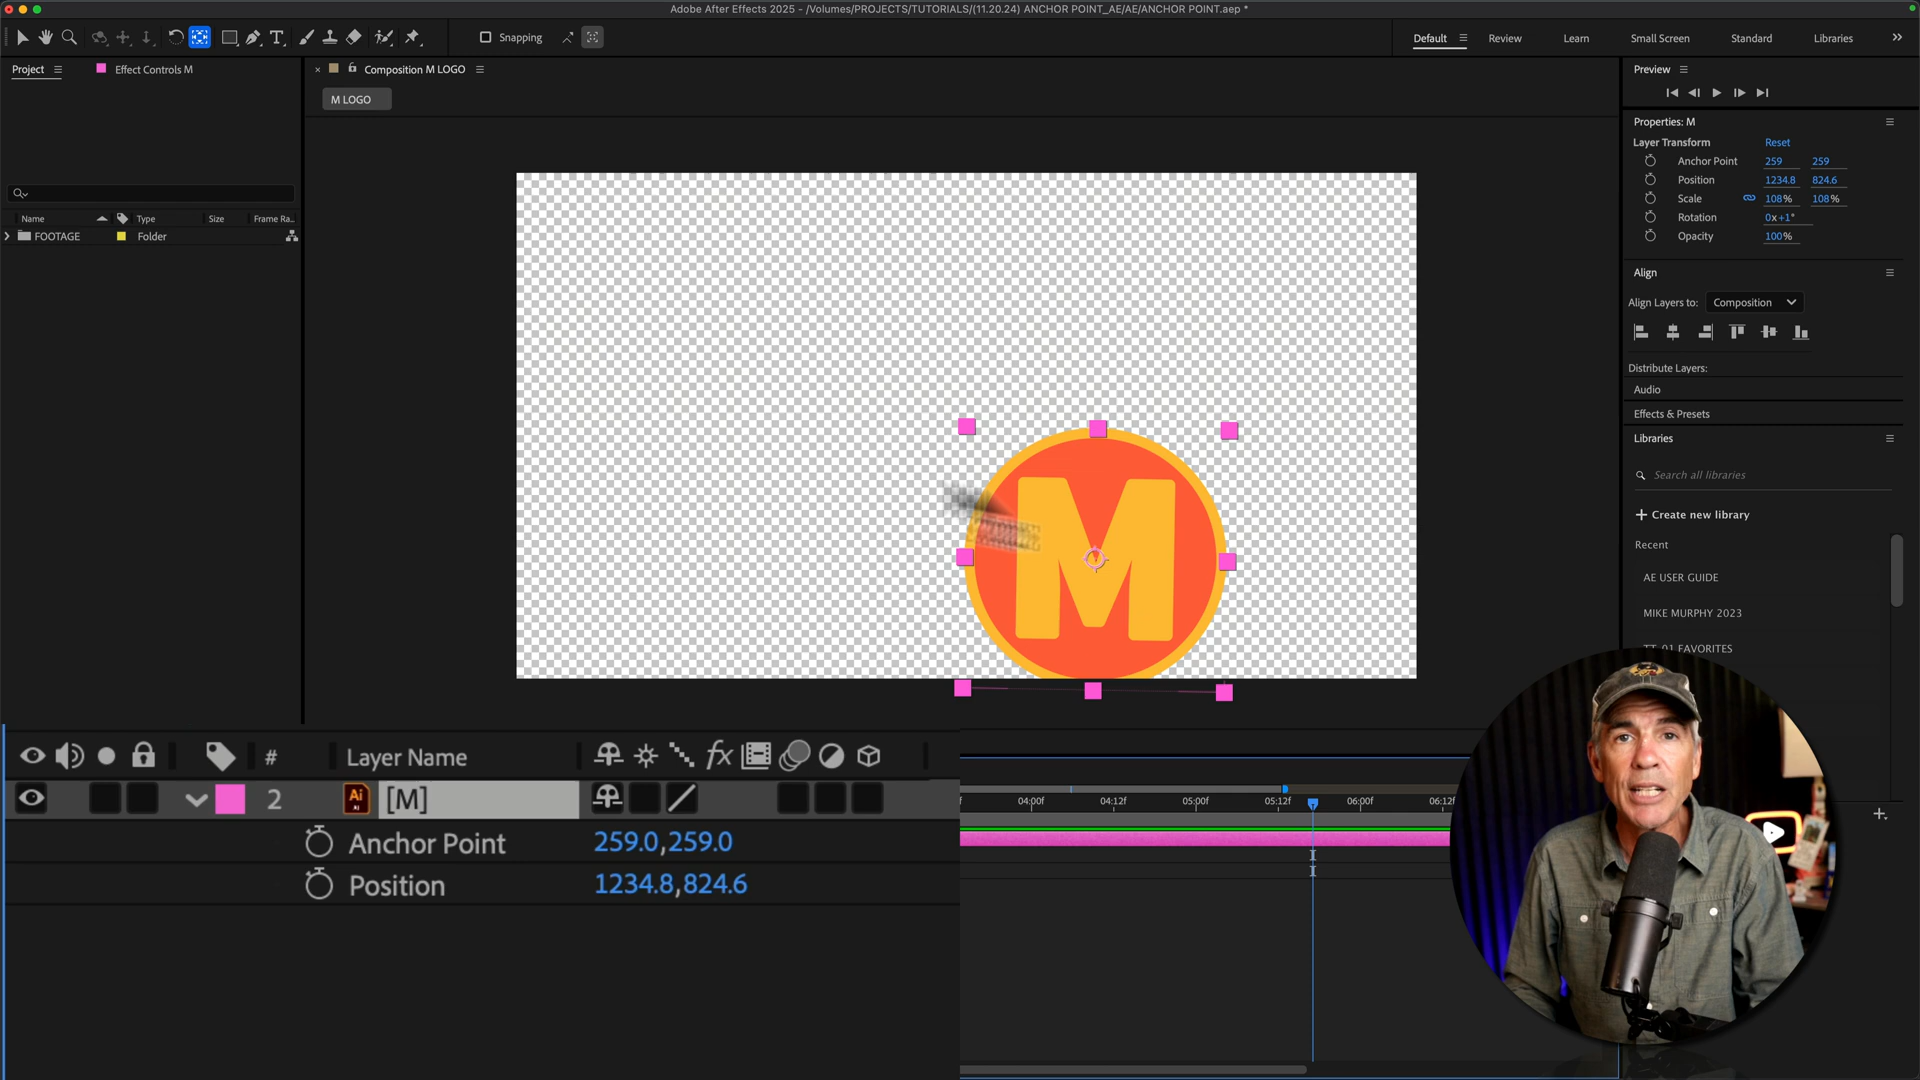 Adobe After Effects 2025 - /Volumes/PROJECTS/TUTORIALS/(11.20.24) ANCHOR POINT_AE/AE/ANCHOR POINT.aep *
Snapping
Default
Review
Learn
Small Screen
Standard
Libraries
Project
Effect Controls M
Composition M LOGO
M LOGO
Name
Type
Size
Frame Ra..
FOOTAGE
Folder
M
Preview
Properties: M
Layer Transform
Reset
Anchor Point 259 259
Position 1234.8 824.6
Scale 108% 108%
Rotation 0x+1°
Opacity 100%
Align
Align Layers to: Composition
Distribute Layers:
Audio
Effects & Presets
Libraries
Search all libraries
+ Create new library
Recent
AE USER GUIDE
MIKE MURPHY 2023
TT_01 FAVORITES
# Layer Name fx
2 Ai [M]
Anchor Point 259.0,259.0
Position 1234.8,824.6
04:00f 04:12f 05:00f 05:12f 06:00f 06:12f